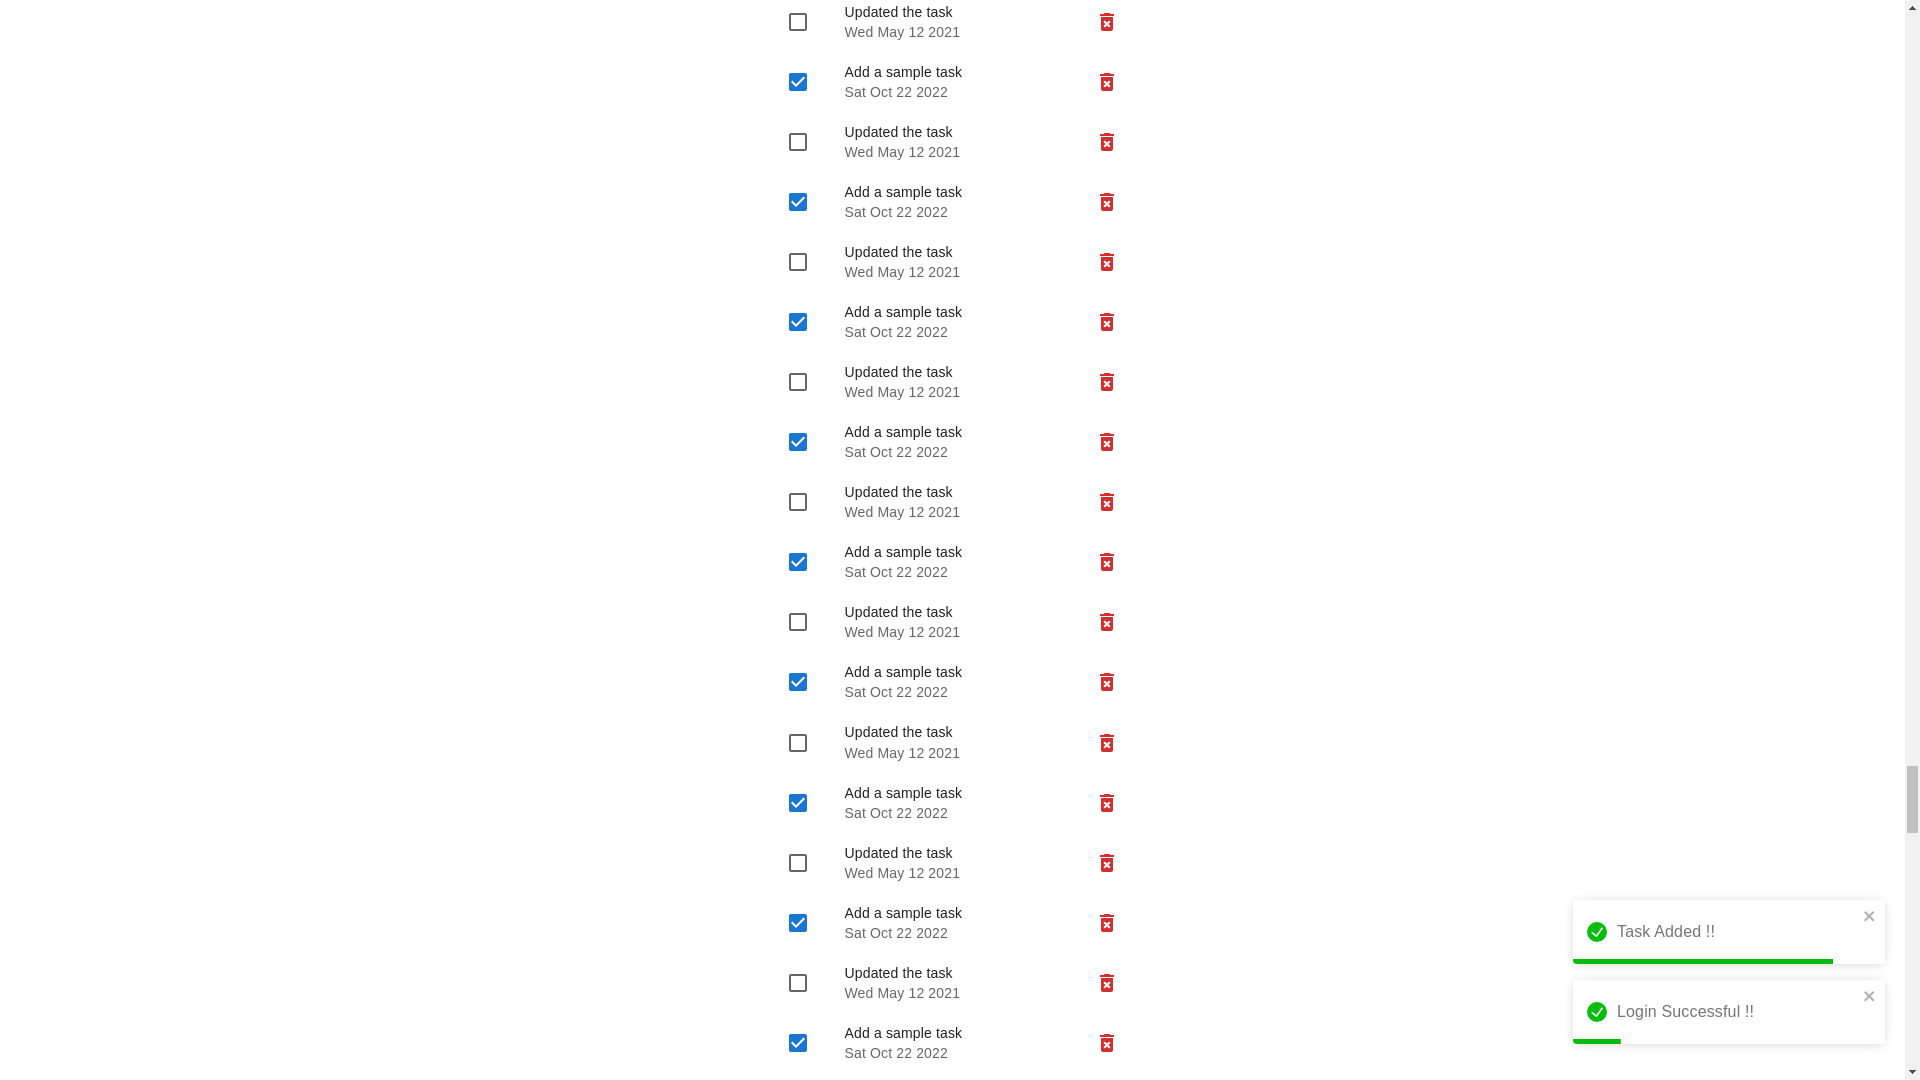 Updated the task
Wed May 12 2021
Add a sample task
Sat Oct 22 2022
Updated the task
Wed May 12 2021
Add a sample task
Sat Oct 22 2022
Updated the task
Wed May 12 2021
Add a sample task
Sat Oct 22 2022
Updated the task
Wed May 12 2021
Add a sample task
Sat Oct 22 2022
Updated the task
Wed May 12 2021
Add a sample task
Sat Oct 22 2022
Updated the task
Wed May 12 2021
Add a sample task
Sat Oct 22 2022
Updated the task
Wed May 12 2021
Add a sample task
Sat Oct 22 2022
Updated the task
Wed May 12 2021
Add a sample task
Sat Oct 22 2022
Updated the task
Wed May 12 2021
Add a sample task
Sat Oct 22 2022
Task Added !!
Login Successful !!